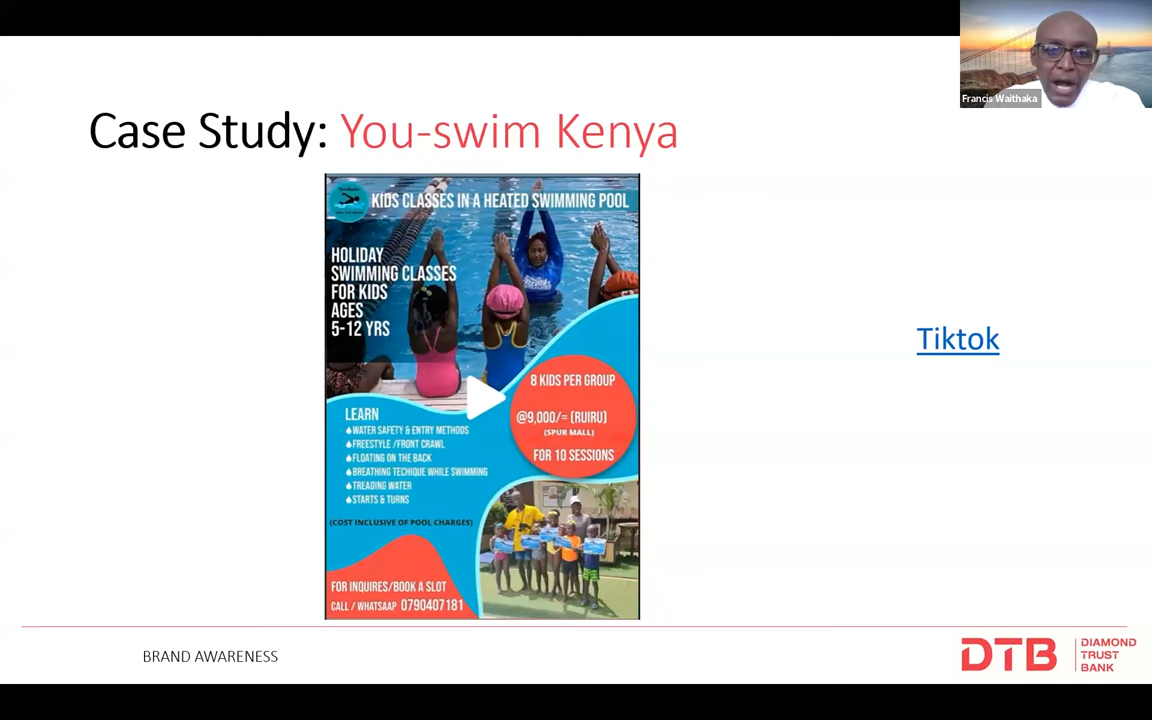 Francis Waithaka
Case Study: You-swim Kenya
KIDS CLASSES IN A HEATED SWIMMING POOL
HOLIDAY
SWIMMING CLASSES
FOR KIDS
AGES
5-12 YRS
8 KIDS PER GROUP
@9,000/= (RUIRU)
(SPUR MALL)
FOR 10 SESSIONS
LEARN
WATER SAFETY & ENTRY METHODS
FREESTYLE /FRONT CRAWL
FLOATING ON THE BACK
BREATHING TECHIQUE WHILE SWIMMING
TREADING WATER
STARTS & TURNS
(COST INCLUSIVE OF POOL CHARGES)
FOR INQUIRES/BOOK A SLOT
CALL / WHATSAAP 0790407181
Tiktok
BRAND AWARENESS
DTB
DIAMOND
TRUST
BANK